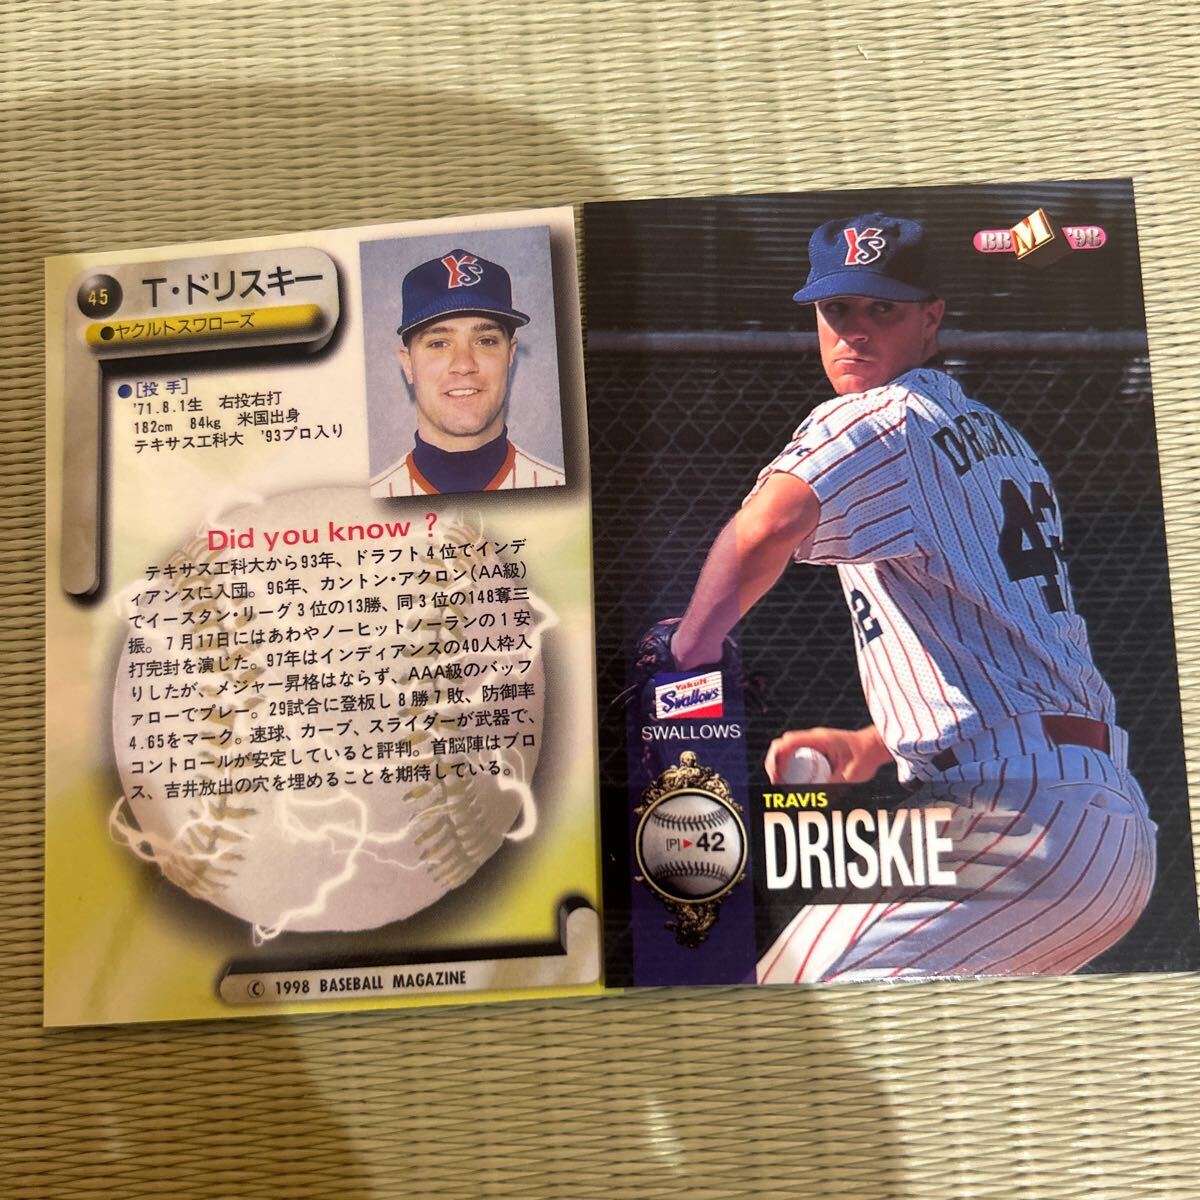 45
T・ドリスキー
●ヤクルトスワローズ
●[投手]
'71.8.1生 右投右打
182cm 84kg 米国出身
テキサス工科大 '93プロ入り
Y's
Did you know ?
テキサス工科大から93年、ドラフト4位でインデ
ィアンスに入団。96年、カントン・アクロン(AA級)
でイースタン・リーグ3位の13勝、同3位の148奪三
振。7月17日にはあわやノーヒットノーランの1安
打完封を演じた。97年はインディアンスの40人枠入
りしたが、メジャー昇格はならず、AAA級のバッフ
ァローでプレー。29試合に登板し8勝7敗、防御率
4.65をマーク。速球、カーブ、スライダーが武器で、
コントロールが安定していると評判。首脳陣はブロ
ス、吉井放出の穴を埋めることを期待している。
© 1998 BASEBALL MAGAZINE
BBM '98
Y's
42
Yakult
Swallows
SWALLOWS
[P]▶42
TRAVIS
DRISKIE